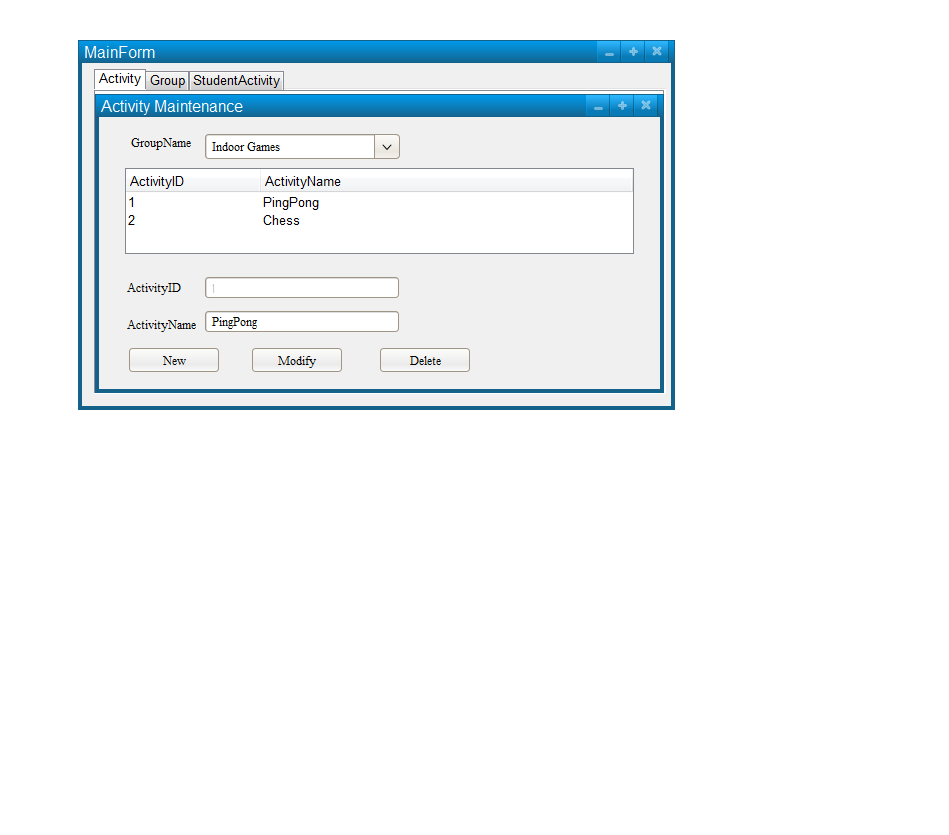 MainForm
Activity Group StudentActivity
Activity Maintenance
GroupName Indoor Games
ActivityID ActivityName
1 PingPong
2 Chess
ActivityID 1
ActivityName PingPong
New Modify Delete